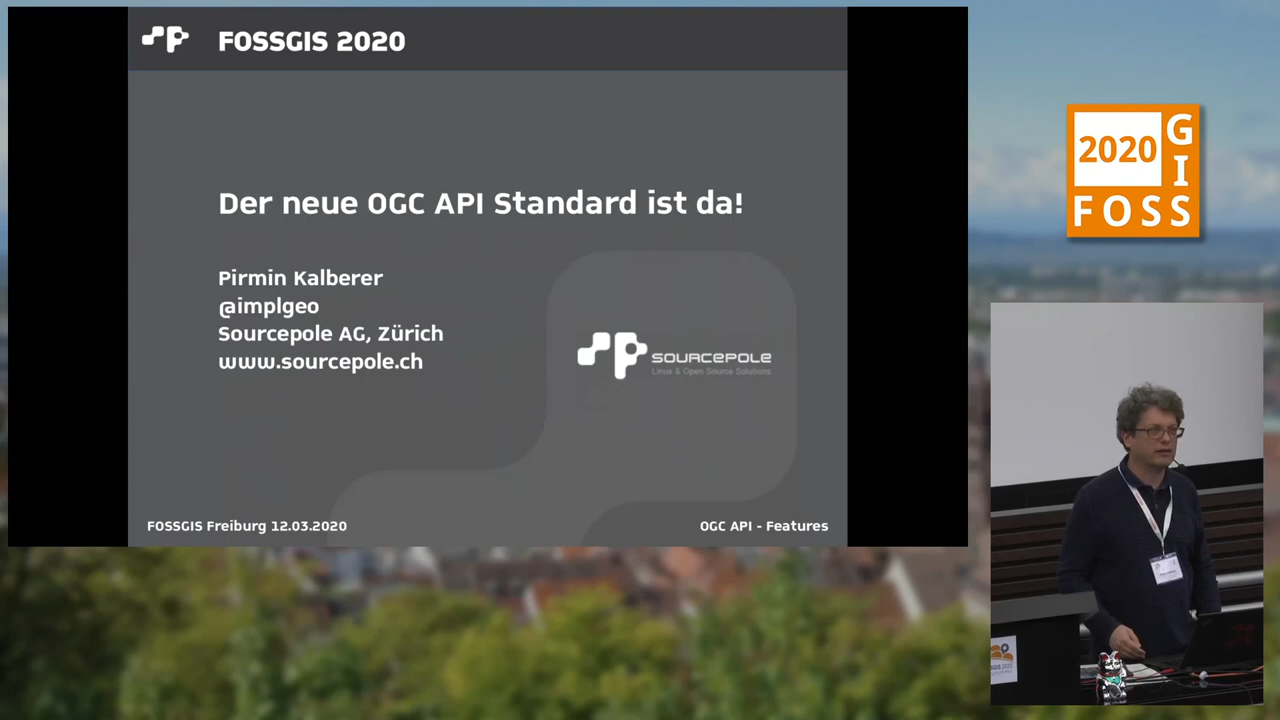 FOSSGIS 2020
Der neue OGC API Standard ist da!
Pirmin Kalberer
@implgeo
Sourcepole AG, Zürich
www.sourcepole.ch
SOURCEPOLE
Linux & Open Source Solutions
FOSSGIS Freiburg 12.03.2020
OGC API - Features
2020
GIS
FOSS